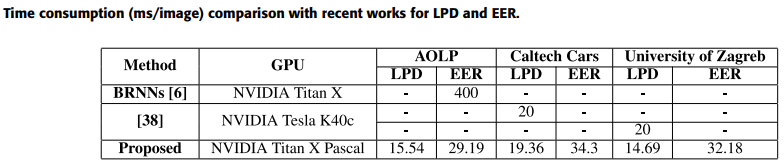 Time consumption (ms/image) comparison with recent works for LPD and EER.
Method GPU AOLP Caltech Cars University of Zagreb
LPD EER LPD EER LPD EER
BRNNs [6] NVIDIA Titan X - 400 - - - -
[38] NVIDIA Tesla K40c - - 20 - - -
- - - - 20 -
Proposed NVIDIA Titan X Pascal 15.54 29.19 19.36 34.3 14.69 32.18